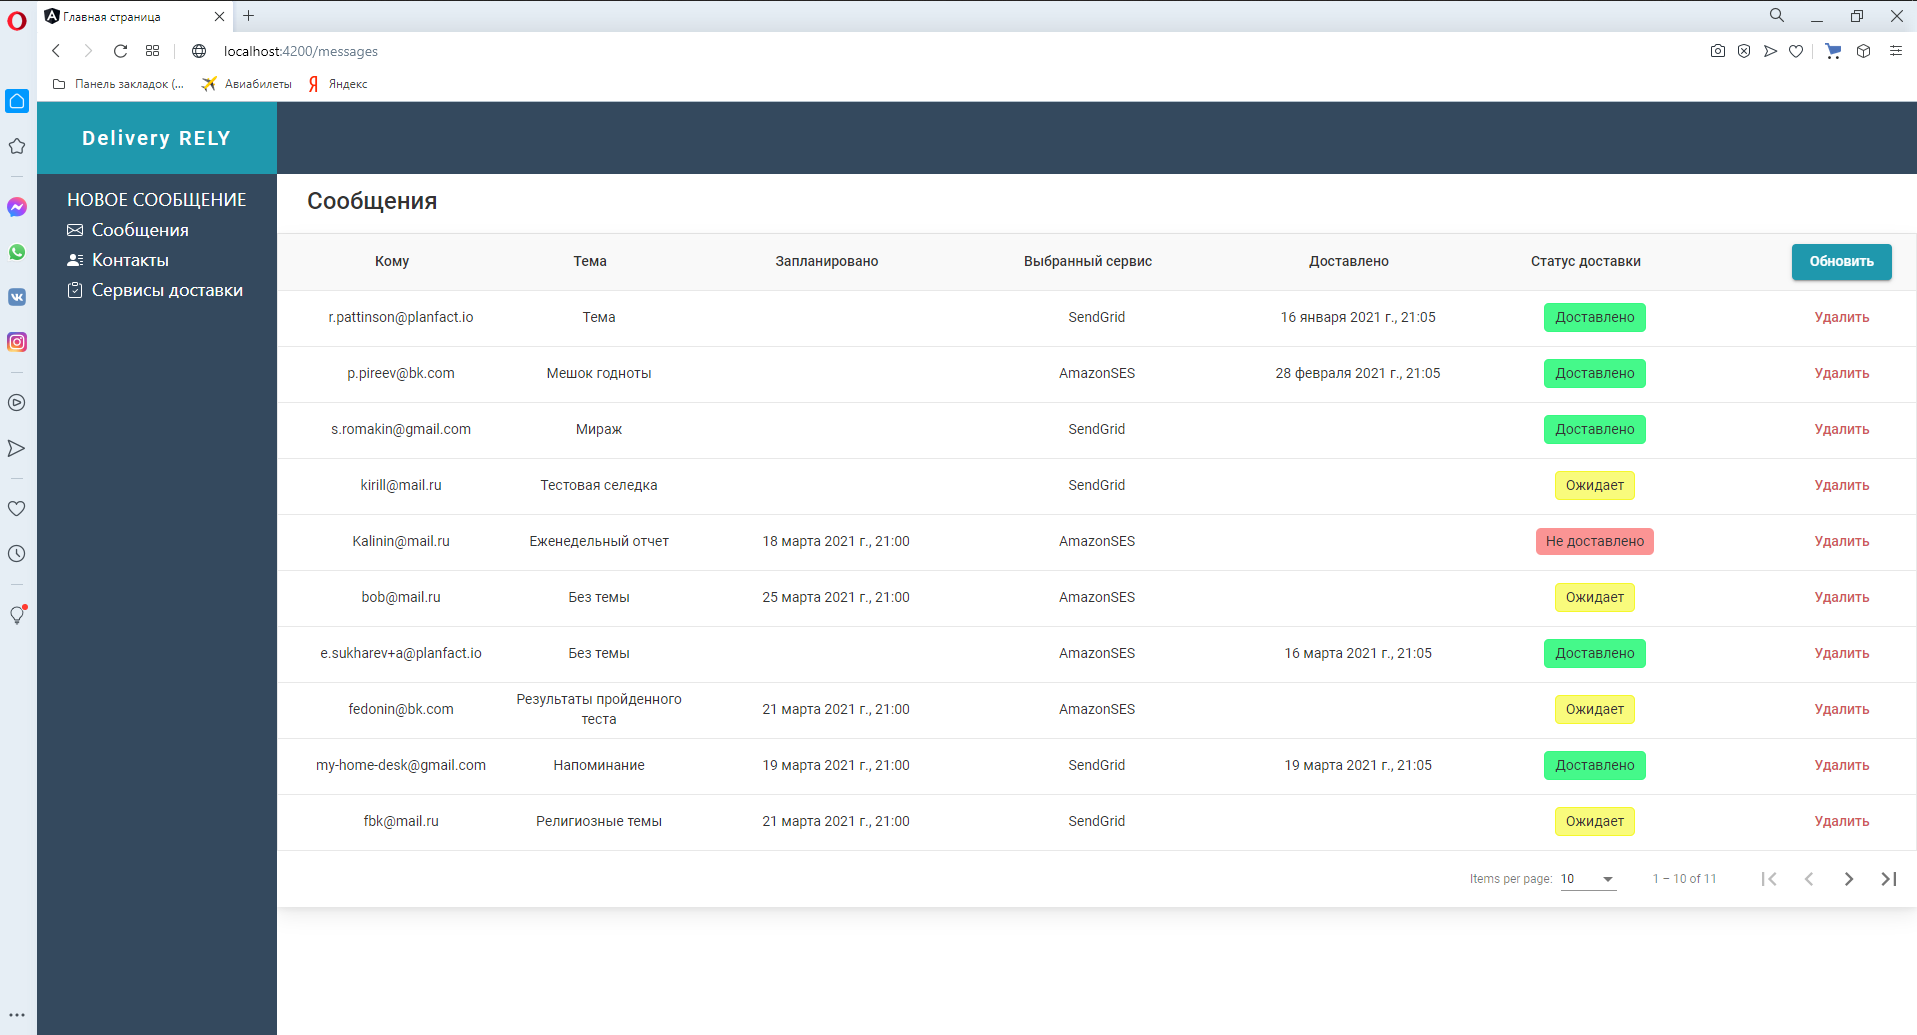 Главная страница
localhost:4200/messages
Панель закладок (...
Авиабилеты
Яндекс
Delivery RELY
НОВОЕ СООБЩЕНИЕ
Сообщения
Контакты
Сервисы доставки
Сообщения
Кому Тема Запланировано Выбранный сервис Доставлено Статус доставки Обновить
r.pattinson@planfact.io Тема SendGrid 16 января 2021 г., 21:05 Доставлено Удалить
p.pireev@bk.com Мешок годноты AmazonSES 28 февраля 2021 г., 21:05 Доставлено Удалить
s.romakin@gmail.com Мираж SendGrid Доставлено Удалить
kirill@mail.ru Тестовая селедка SendGrid Ожидает Удалить
Kalinin@mail.ru Еженедельный отчет 18 марта 2021 г., 21:00 AmazonSES Не доставлено Удалить
bob@mail.ru Без темы 25 марта 2021 г., 21:00 AmazonSES Ожидает Удалить
e.sukharev+a@planfact.io Без темы AmazonSES 16 марта 2021 г., 21:05 Доставлено Удалить
fedonin@bk.com Результаты пройденного теста 21 марта 2021 г., 21:00 AmazonSES Ожидает Удалить
my-home-desk@gmail.com Напоминание 19 марта 2021 г., 21:00 SendGrid 19 марта 2021 г., 21:05 Доставлено Удалить
fbk@mail.ru Религиозные темы 21 марта 2021 г., 21:00 SendGrid Ожидает Удалить
Items per page: 10 1 – 10 of 11